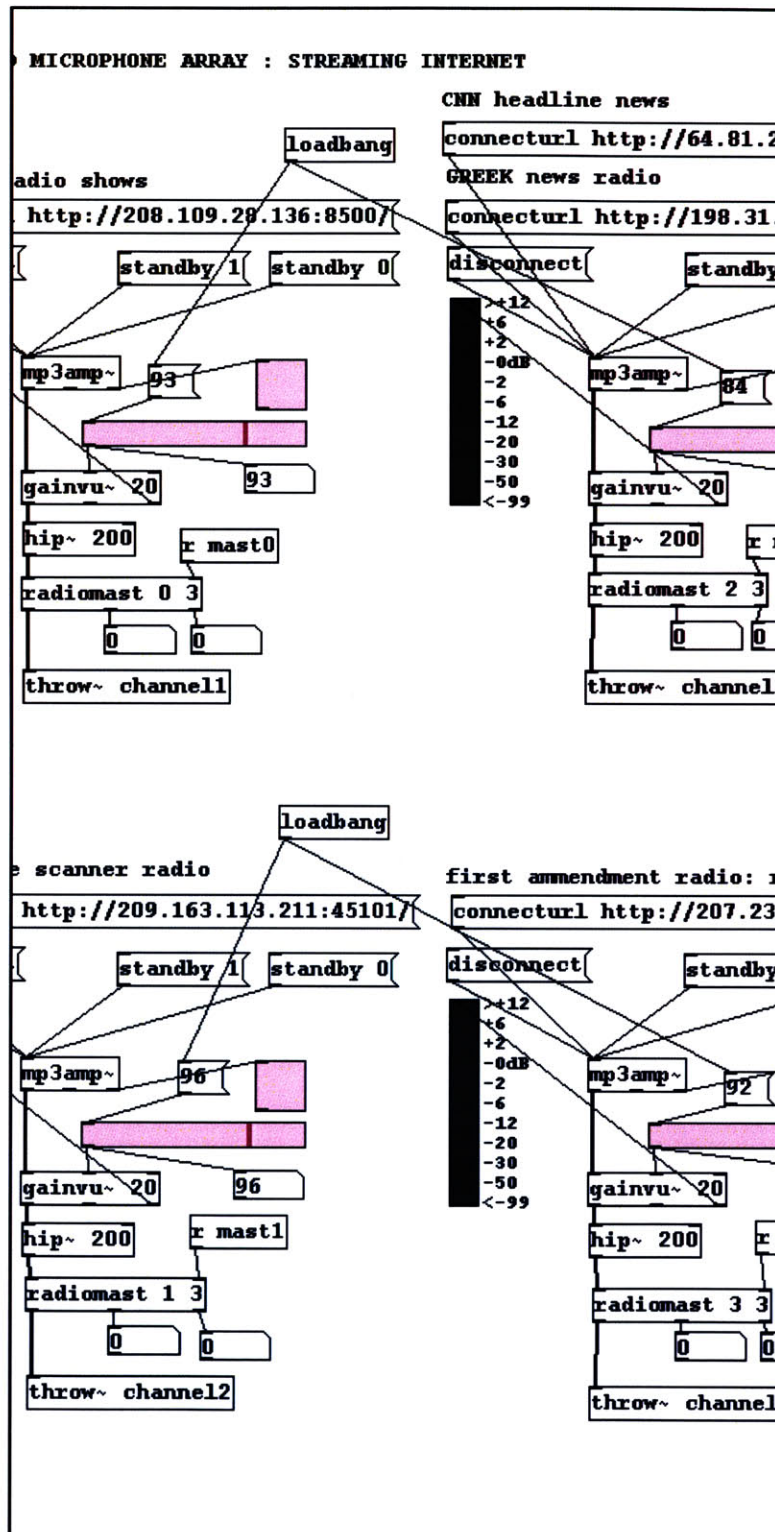 MICROPHONE ARRAY : STREAMING INTERNET
CNN headline news
loadbang
connecturl http://64.81.2
adio shows
GREEK news radio
http://208.109.28.136:8500/
connecturl http://198.31.
standby 1
standby 0
disconnect
standby
>+12
+6
+2
-0dB
-2
-6
-12
-20
-30
-50
<-99
mp3amp~
93
mp3amp~
84
93
gainvu~ 20
gainvu~ 20
hip~ 200
r mast0
hip~ 200
r
radiomast 0 3
radiomast 2 3
0
0
0
0
throw~ channel1
throw~ channel
loadbang
e scanner radio
first ammendment radio: r
http://209.163.113.211:45101/
connecturl http://207.23
standby 1
standby 0
disconnect
standby
>+12
+6
+2
-0dB
-2
-6
-12
-20
-30
-50
<-99
mp3amp~
96
mp3amp~
92
96
gainvu~ 20
gainvu~ 20
hip~ 200
r mast1
hip~ 200
r
radiomast 1 3
radiomast 3 3
0
0
0
0
throw~ channel2
throw~ channel